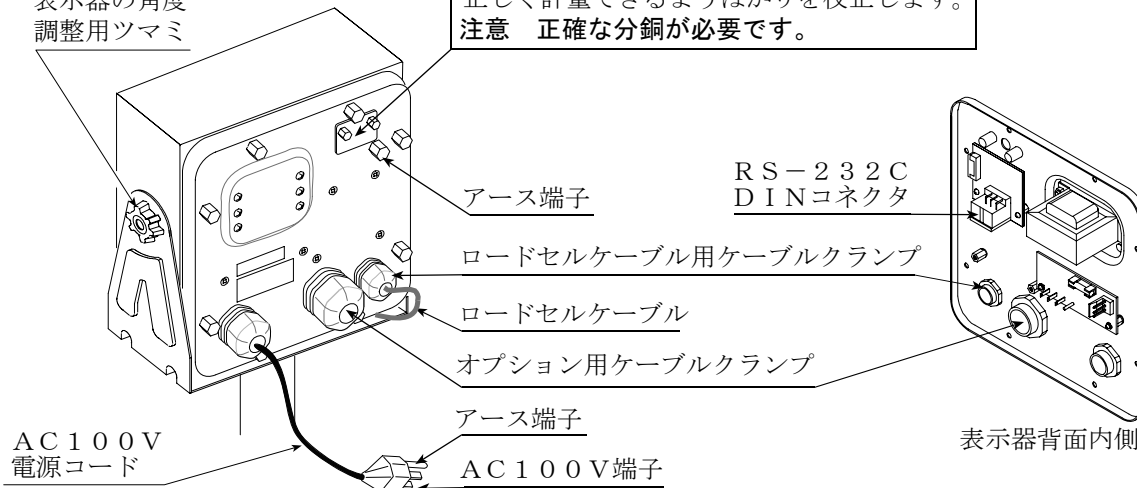 表示器の角度
調整用ツマミ
正しく計量できるようはかりを校正します。
注意 正確な分銅が必要です。
アース端子
RS-232C
DINコネクタ
ロードセルケーブル用ケーブルクランプ
ロードセルケーブル
オプション用ケーブルクランプ
アース端子
AC100V
電源コード
AC100V端子
表示器背面内側